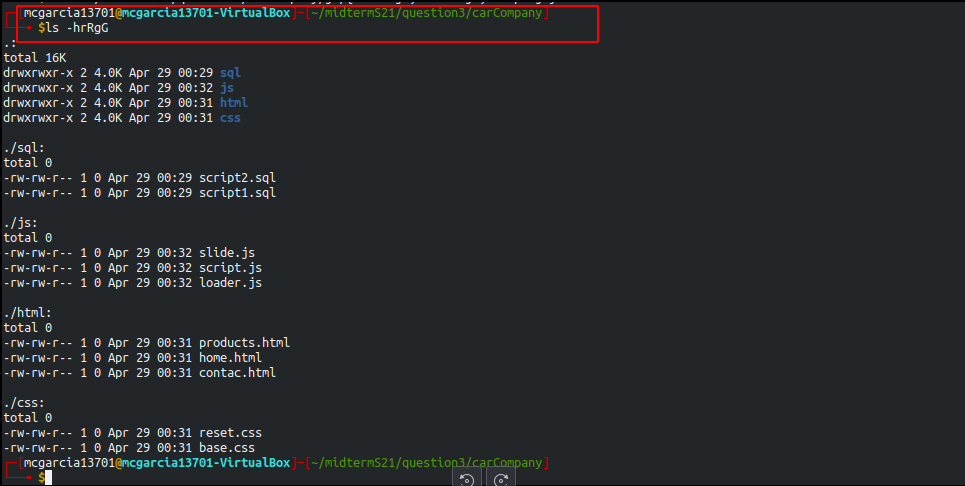 [mcgarcia13701@mcgarcia13701-VirtualBox]-[~/midtermS21/question3/carCompany]
$ls -hrRgG
.:
total 16K
drwxrwxr-x 2 4.0K Apr 29 00:29 sql
drwxrwxr-x 2 4.0K Apr 29 00:32 js
drwxrwxr-x 2 4.0K Apr 29 00:31 html
drwxrwxr-x 2 4.0K Apr 29 00:31 css
./sql:
total 0
-rw-rw-r-- 1 0 Apr 29 00:29 script2.sql
-rw-rw-r-- 1 0 Apr 29 00:29 script1.sql
./js:
total 0
-rw-rw-r-- 1 0 Apr 29 00:32 slide.js
-rw-rw-r-- 1 0 Apr 29 00:32 script.js
-rw-rw-r-- 1 0 Apr 29 00:32 loader.js
./html:
total 0
-rw-rw-r-- 1 0 Apr 29 00:31 products.html
-rw-rw-r-- 1 0 Apr 29 00:31 home.html
-rw-rw-r-- 1 0 Apr 29 00:31 contac.html
./css:
total 0
-rw-rw-r-- 1 0 Apr 29 00:31 reset.css
-rw-rw-r-- 1 0 Apr 29 00:31 base.css
[mcgarcia13701@mcgarcia13701-VirtualBox]-[~/midtermS21/question3/carCompany]
$